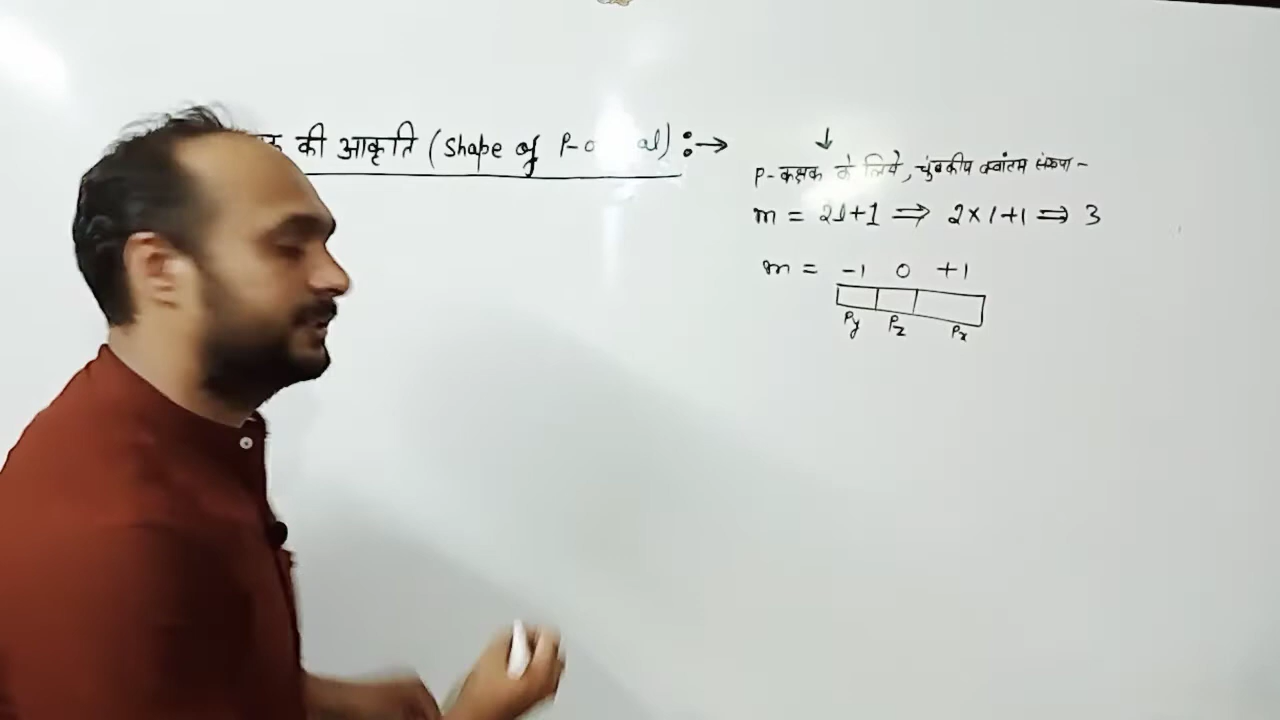 की आकृति (Shape of P-o al) :→
↓
P-कक्षक के लिये, चुंबकीय क्वांटम संख्या -
m = 2l+1 ⇒ 2×1+1 ⇒ 3
m = -1 0 +1
Py Pz Px